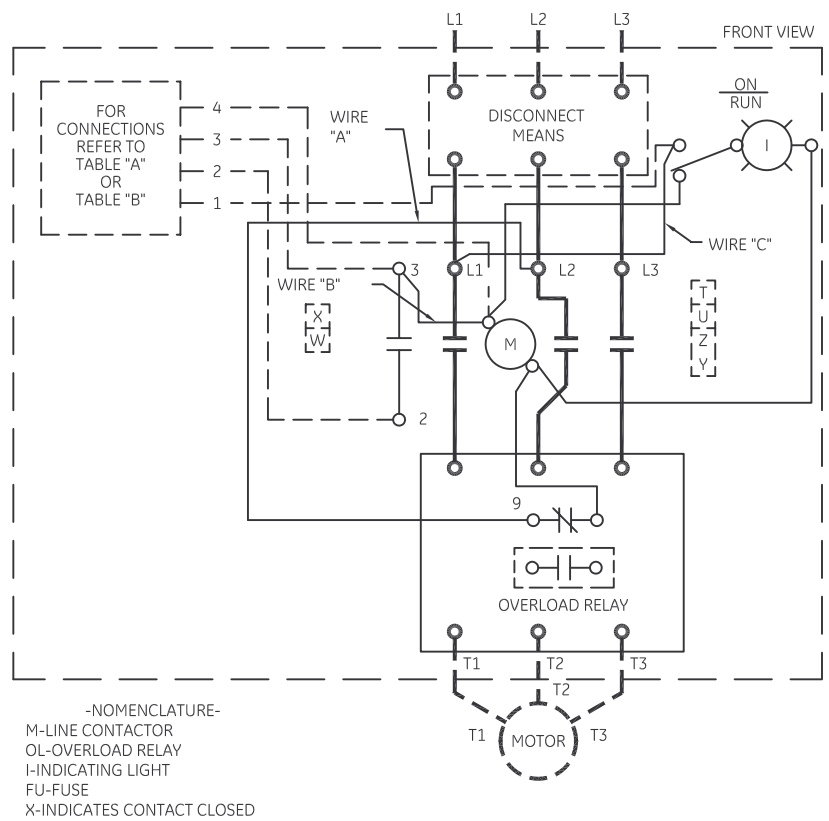 L1 L2 L3
FRONT VIEW
FOR
CONNECTIONS
REFER TO
TABLE "A"
OR
TABLE "B"
4
3
2
1
WIRE
"A"
DISCONNECT
MEANS
ON
RUN
I
WIRE "C"
3
L1
L2
L3
WIRE "B"
X
W
T
U
Z
Y
M
2
9
OVERLOAD RELAY
T1
T2
T3
T2
T1
MOTOR
T3
-NOMENCLATURE-
M-LINE CONTACTOR
OL-OVERLOAD RELAY
I-INDICATING LIGHT
FU-FUSE
X-INDICATES CONTACT CLOSED